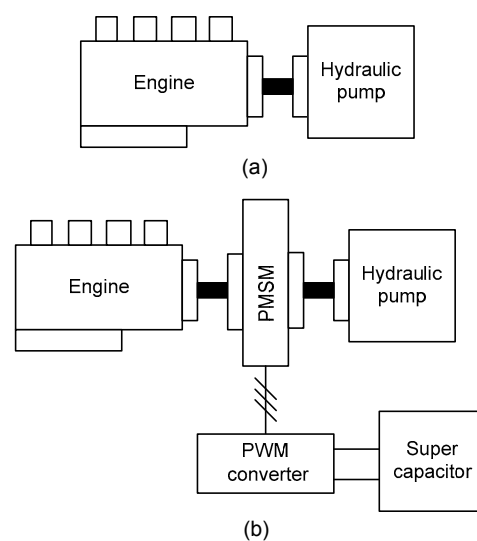 Engine
Hydraulic
pump
(a)
Engine
PMSM
Hydraulic
pump
PWM
converter
Super
capacitor
(b)